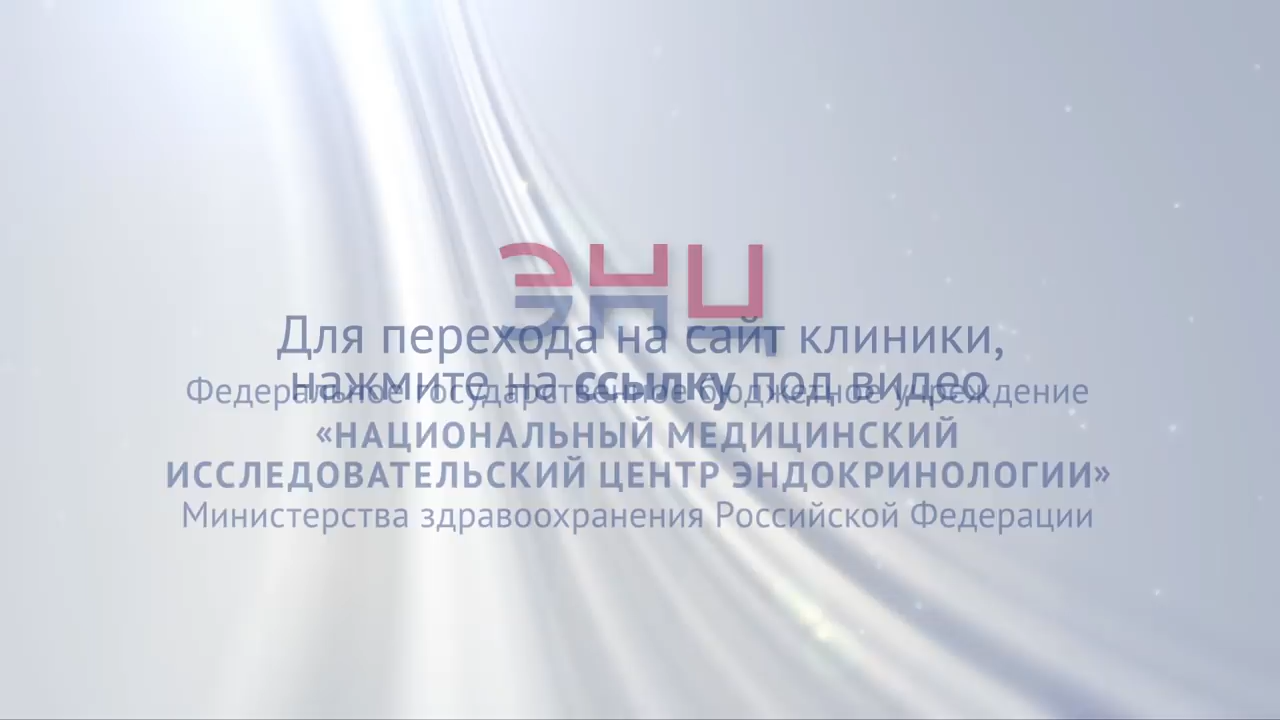 ЭНЦ
Для перехода на сайт клиники,
нажмите на ссылку под видео
Федеральное государственное бюджетное учреждение
«НАЦИОНАЛЬНЫЙ МЕДИЦИНСКИЙ
ИССЛЕДОВАТЕЛЬСКИЙ ЦЕНТР ЭНДОКРИНОЛОГИИ»
Министерства здравоохранения Российской Федерации